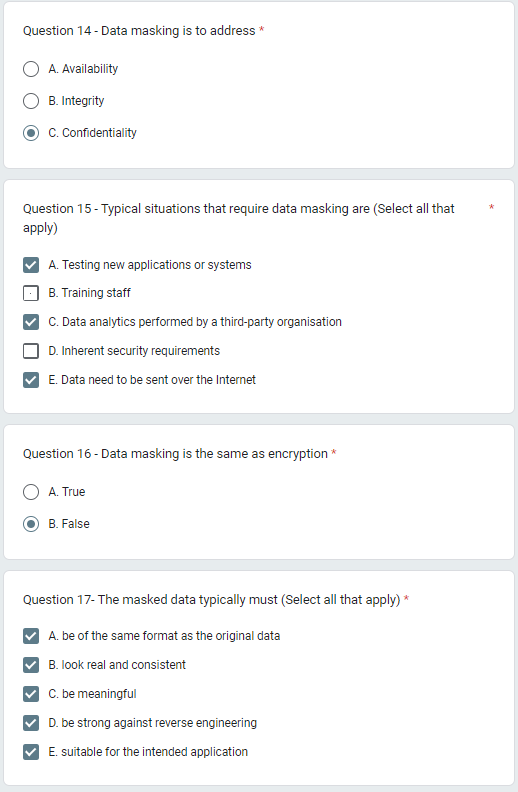 Question 14 - Data masking is to address *
A. Availability
B. Integrity
C. Confidentiality
Question 15 - Typical situations that require data masking are (Select all that *
apply)
A. Testing new applications or systems
B. Training staff
C. Data analytics performed by a third-party organisation
D. Inherent security requirements
E. Data need to be sent over the Internet
Question 16 - Data masking is the same as encryption *
A. True
B. False
Question 17- The masked data typically must (Select all that apply) *
A. be of the same format as the original data
B. look real and consistent
C. be meaningful
D. be strong against reverse engineering
E. suitable for the intended application